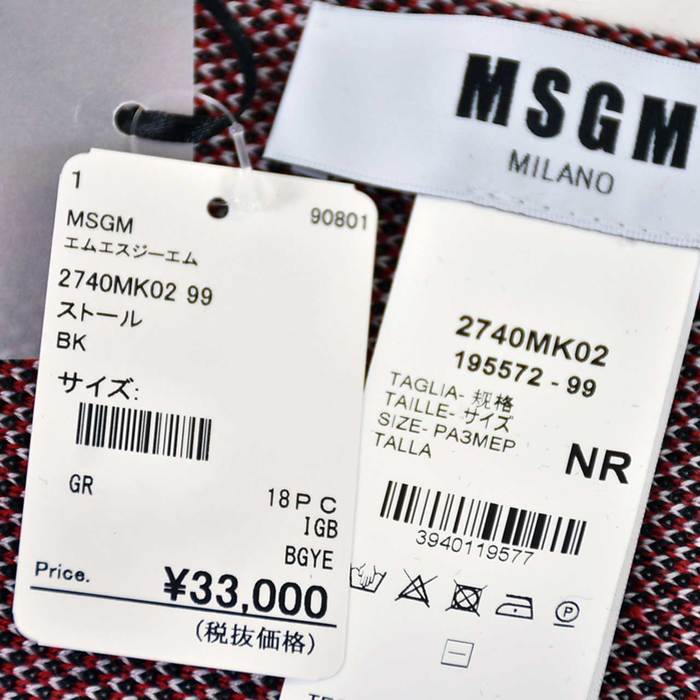 MSGM
MILANO
1
90801
MSGM
エムエスジーエム
2740MK02 99
ストール
BK
サイズ:
GR
18PC
IGB
BGYE
Price.
¥33,000
(税抜価格)
2740MK02
195572-99
TAGLIA- 规格
TAILLE- サイズ
SIZE- PA3MEP
TALLA
NR
3940119577
P